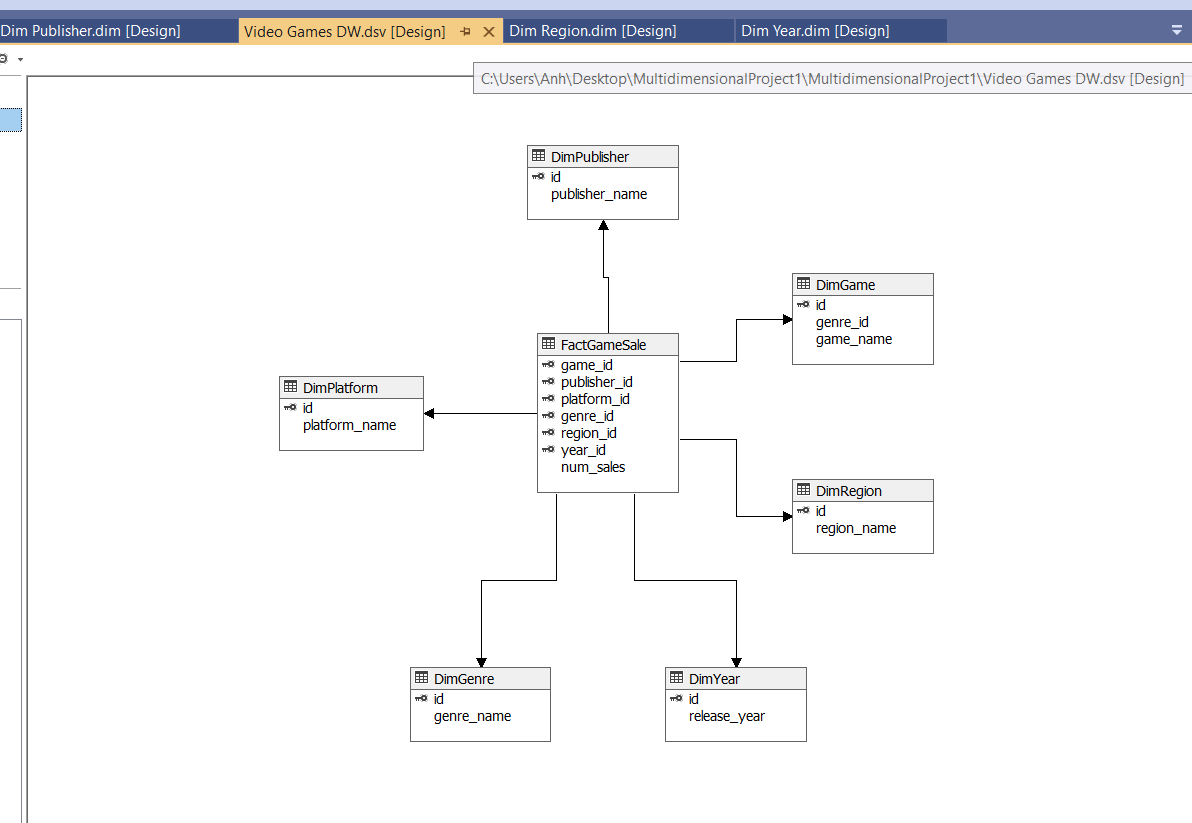 Dim Publisher.dim [Design]
Video Games DW.dsv [Design]
Dim Region.dim [Design]
Dim Year.dim [Design]
C:\Users\Anh\Desktop\MultidimensionalProject1\MultidimensionalProject1\Video Games DW.dsv [Design]
DimPublisher
id
publisher_name
DimGame
id
genre_id
game_name
FactGameSale
game_id
publisher_id
platform_id
genre_id
region_id
year_id
num_sales
DimPlatform
id
platform_name
DimRegion
id
region_name
DimGenre
id
genre_name
DimYear
id
release_year